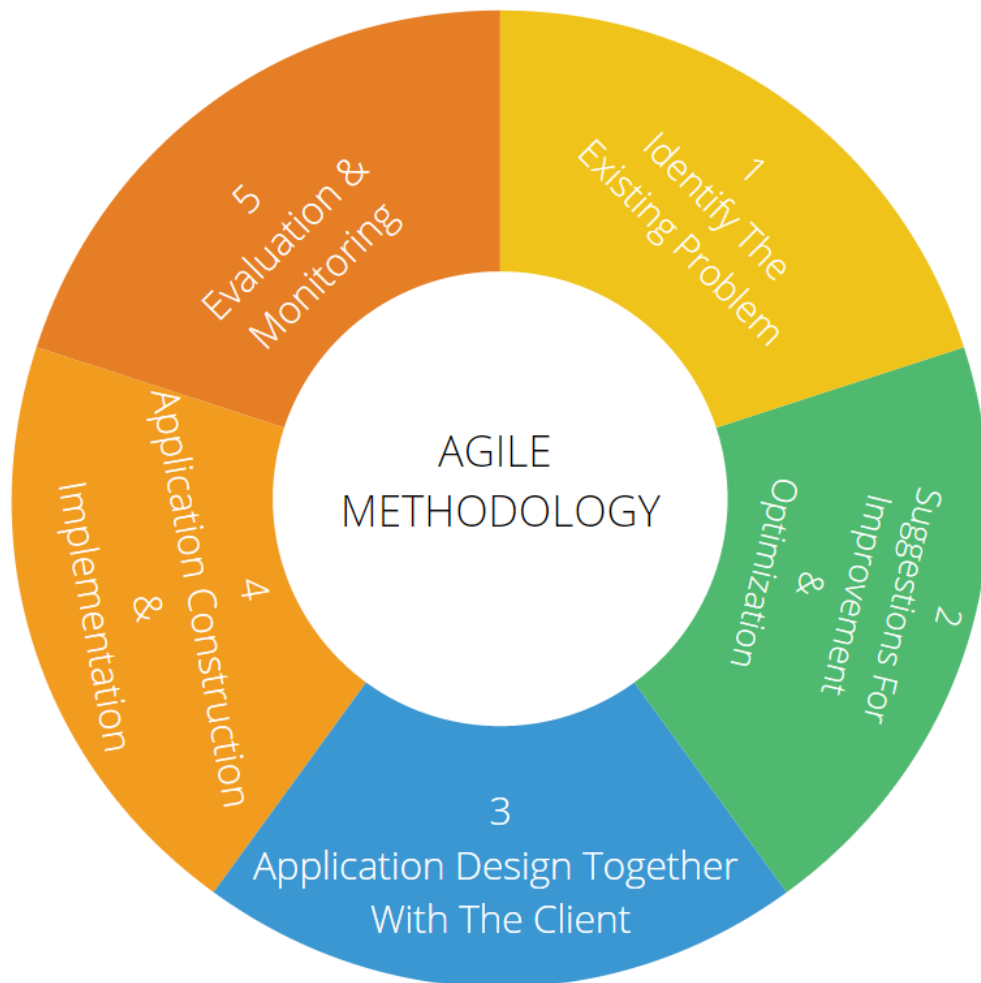 AGILE
METHODOLOGY
1
Identify The
Existing Problem
2
Suggestions For
Improvement
&
Optimization
3
Application Design Together
With The Client
4
Application Construction
&
Implementation
5
Evaluation &
Monitoring